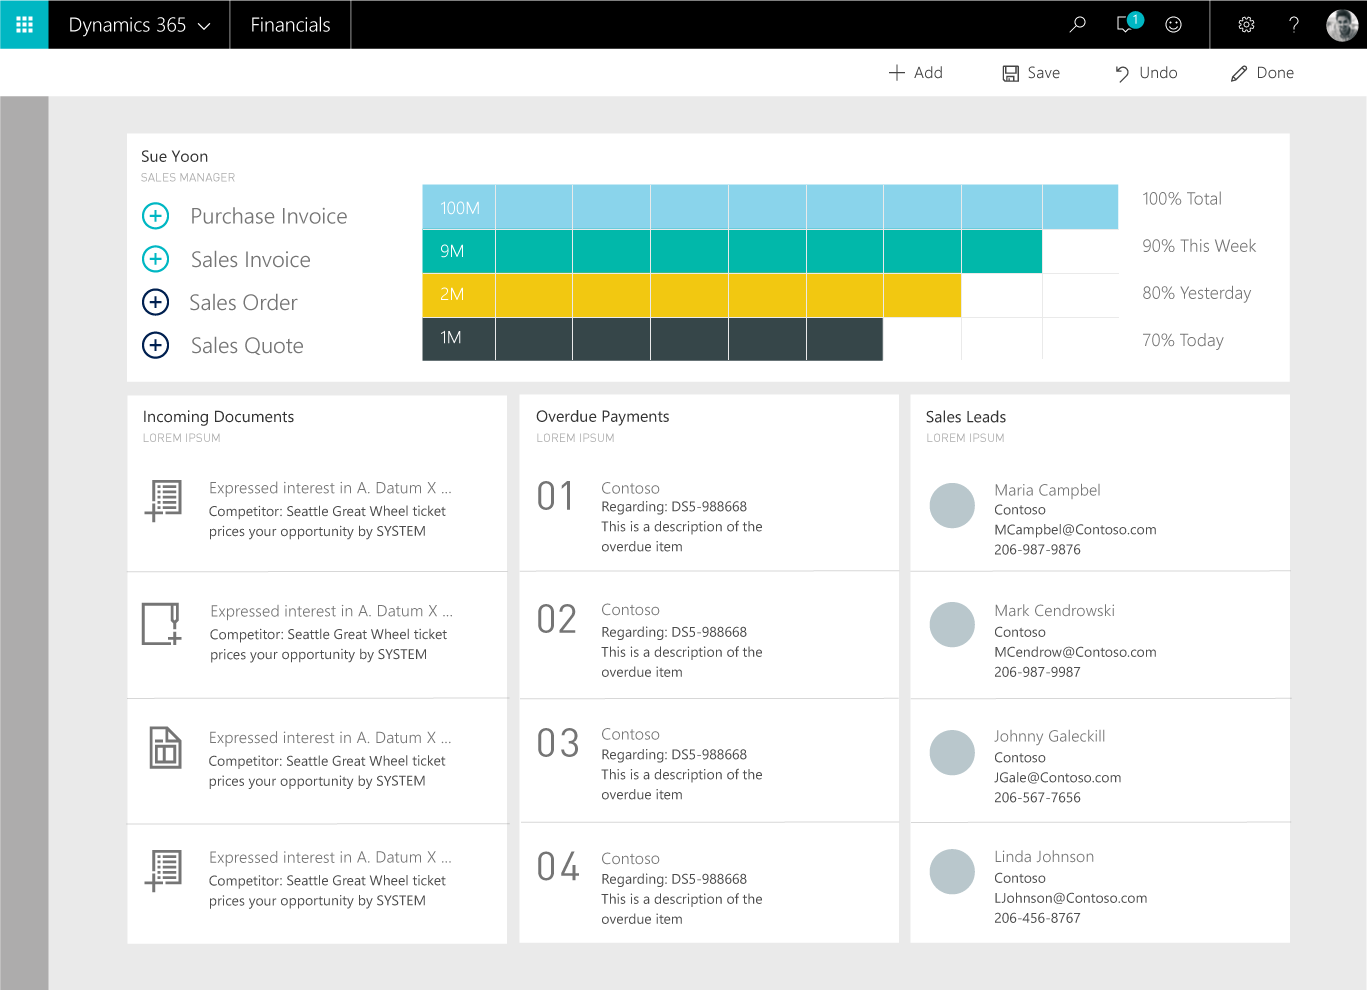 Dynamics 365
Financials
1
?
Add
Save
Undo
Done
Sue Yoon
SALES MANAGER
Purchase Invoice
Sales Invoice
Sales Order
Sales Quote
100M
9M
2M
1M
100% Total
90% This Week
80% Yesterday
70% Today
Incoming Documents
LOREM IPSUM
Expressed interest in A. Datum X ...
Competitor: Seattle Great Wheel ticket
prices your opportunity by SYSTEM
Expressed interest in A. Datum X ...
Competitor: Seattle Great Wheel ticket
prices your opportunity by SYSTEM
Expressed interest in A. Datum X ...
Competitor: Seattle Great Wheel ticket
prices your opportunity by SYSTEM
Expressed interest in A. Datum X ...
Competitor: Seattle Great Wheel ticket
prices your opportunity by SYSTEM
Overdue Payments
LOREM IPSUM
01
Contoso
Regarding: DS5-988668
This is a description of the
overdue item
02
Contoso
Regarding: DS5-988668
This is a description of the
overdue item
03
Contoso
Regarding: DS5-988668
This is a description of the
overdue item
04
Contoso
Regarding: DS5-988668
This is a description of the
overdue item
Sales Leads
LOREM IPSUM
Maria Campbel
Contoso
MCampbel@Contoso.com
206-987-9876
Mark Cendrowski
Contoso
MCendrow@Contoso.com
206-987-9987
Johnny Galeckill
Contoso
JGale@Contoso.com
206-567-7656
Linda Johnson
Contoso
LJohnson@Contoso.com
206-456-8767